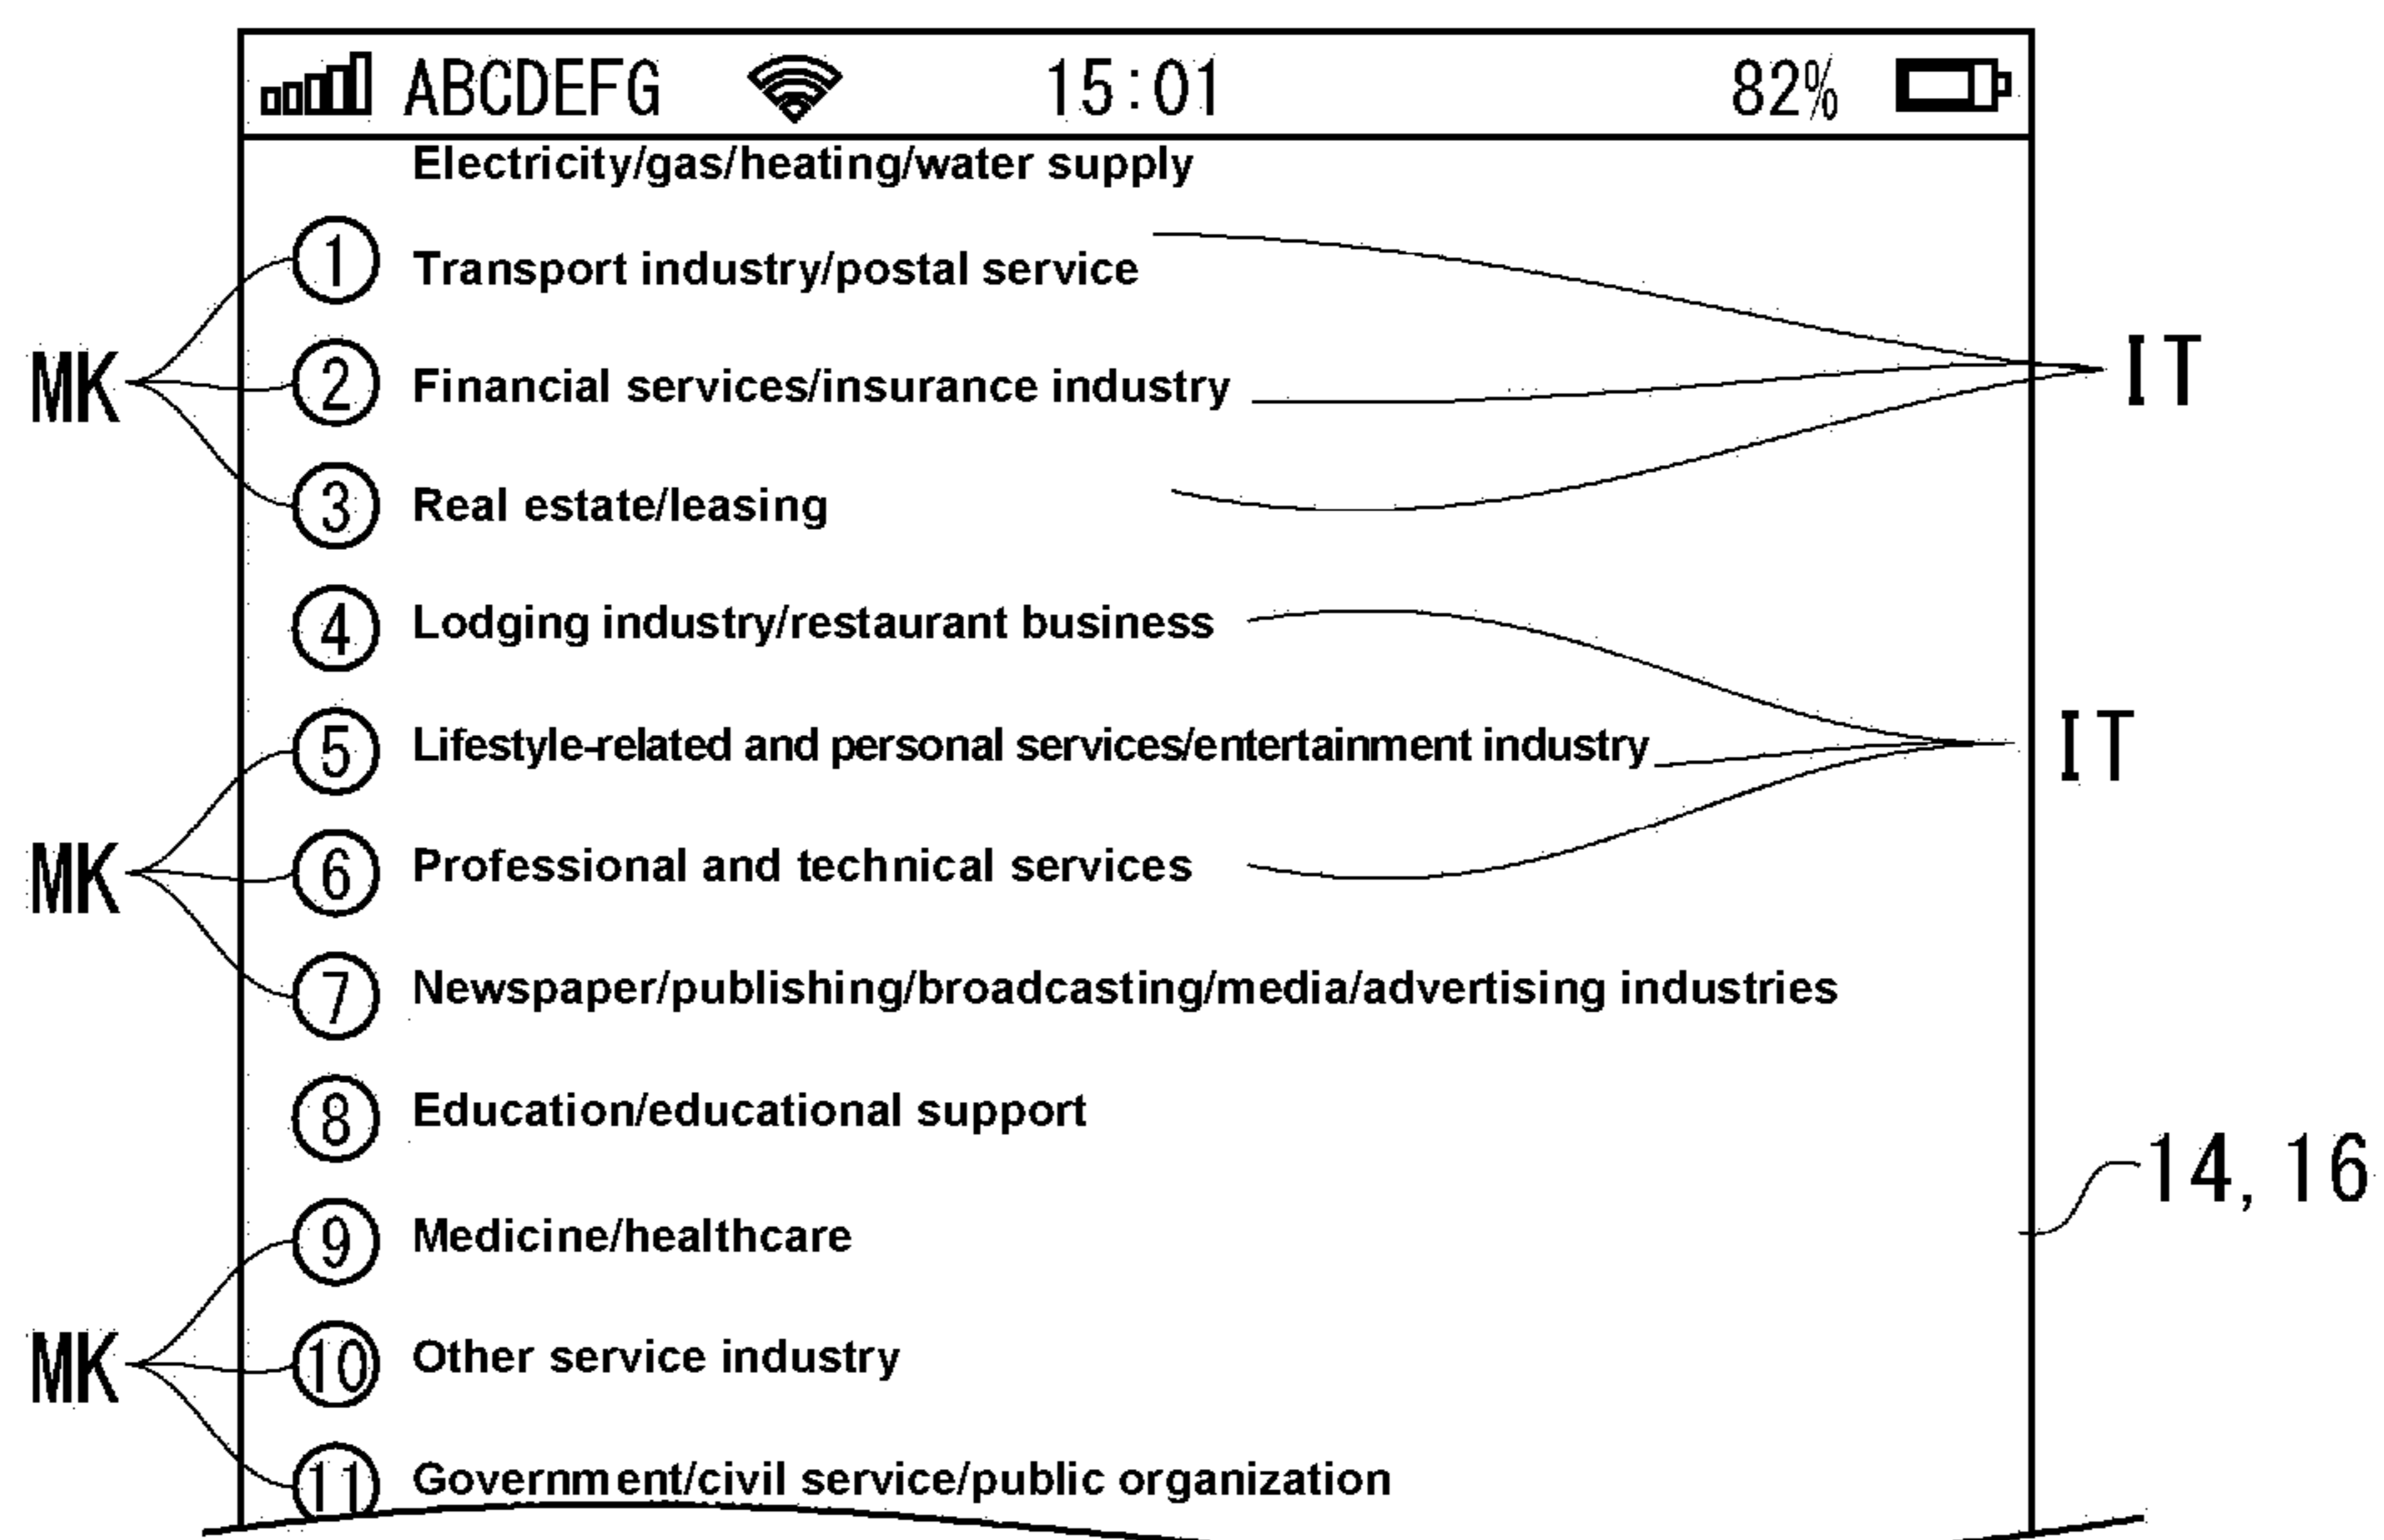 ABCDEFG 15:01 82%
Electricity/gas/heating/water supply
1 Transport industry/postal service
MK 2 Financial services/insurance industry IT
3 Real estate/leasing
4 Lodging industry/restaurant business
5 Lifestyle-related and personal services/entertainment industry IT
MK 6 Professional and technical services
7 Newspaper/publishing/broadcasting/media/advertising industries
8 Education/educational support
14, 16
9 Medicine/healthcare
MK 10 Other service industry
11 Government/civil service/public organization